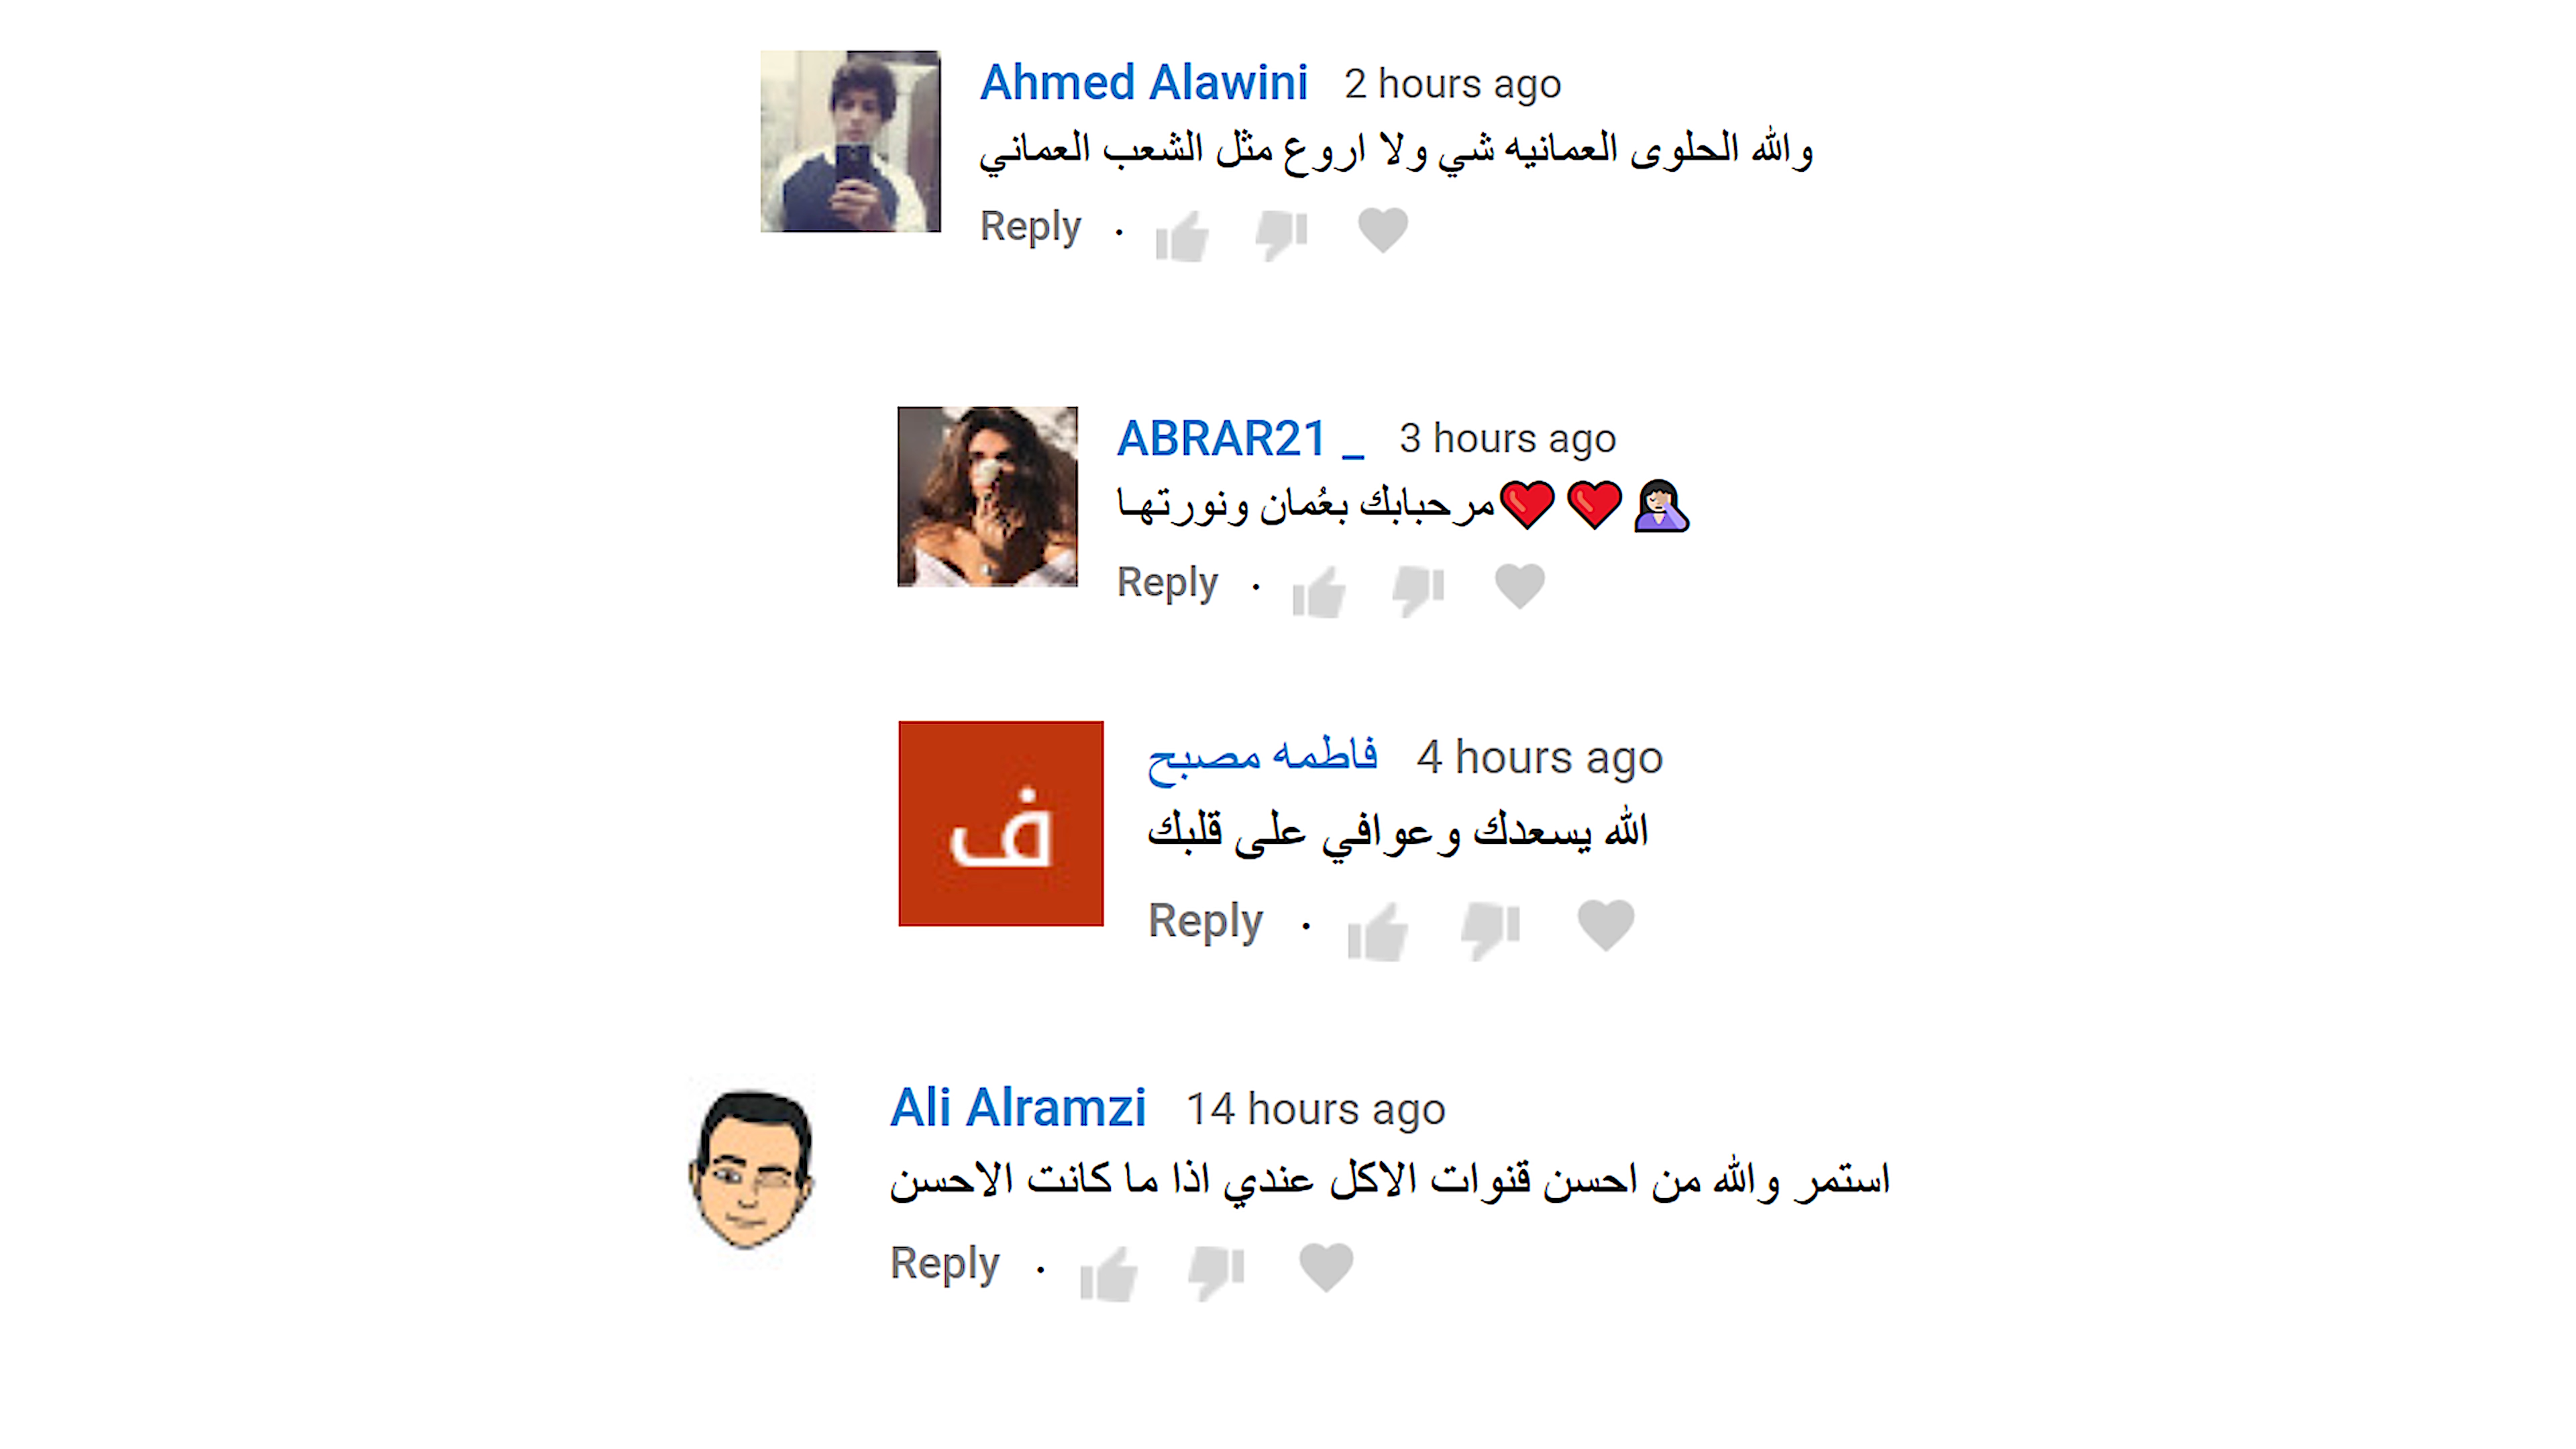 Ahmed Alawini 2 hours ago
والله الحلوى العمانيه شي ولا اروع مثل الشعب العماني
Reply ·
ABRAR21 _ 3 hours ago
مرحبابك بعُمان ونورتهـا❤️❤️🤦🏻‍♀️
Reply ·
فاطمه مصبح 4 hours ago
ف
الله يسعدك وعوافي على قلبك
Reply ·
Ali Alramzi 14 hours ago
استمر والله من احسن قنوات الاكل عندي اذا ما كانت الاحسن
Reply ·